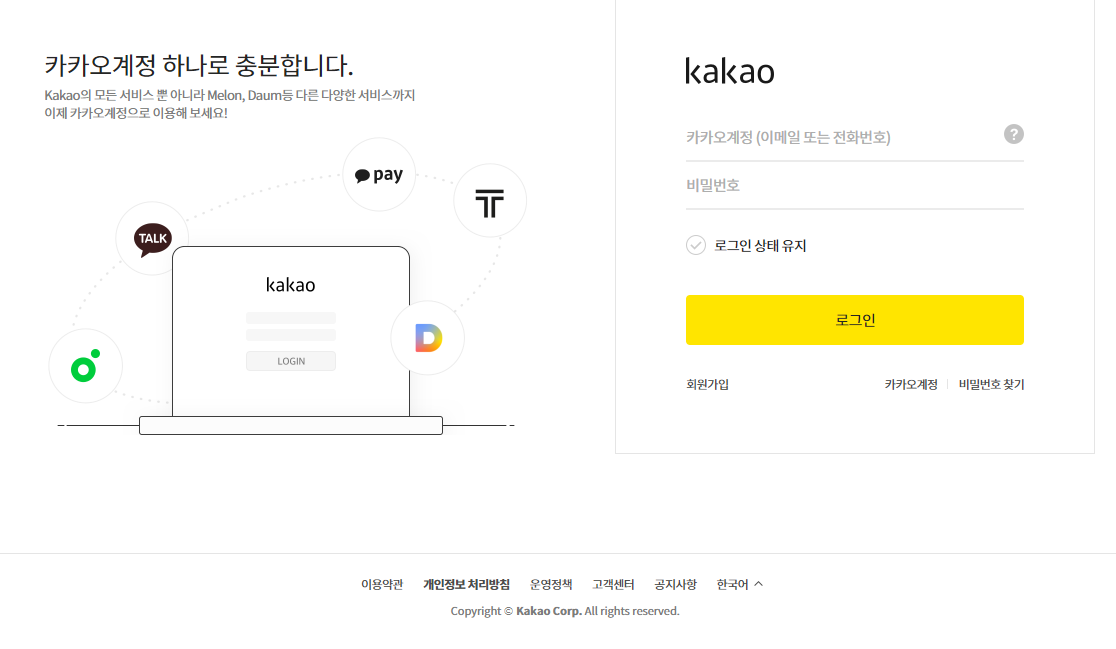 카카오계정 하나로 충분합니다.
Kakao의 모든 서비스 뿐 아니라 Melon, Daum등 다른 다양한 서비스까지
이제 카카오계정으로 이용해 보세요!
pay
TALK
kakao
LOGIN
kakao
카카오계정 (이메일 또는 전화번호)
?
비밀번호
로그인 상태 유지
로그인
회원가입 카카오계정 비밀번호 찾기
이용약관 개인정보 처리방침 운영정책 고객센터 공지사항 한국어
Copyright © Kakao Corp. All rights reserved.